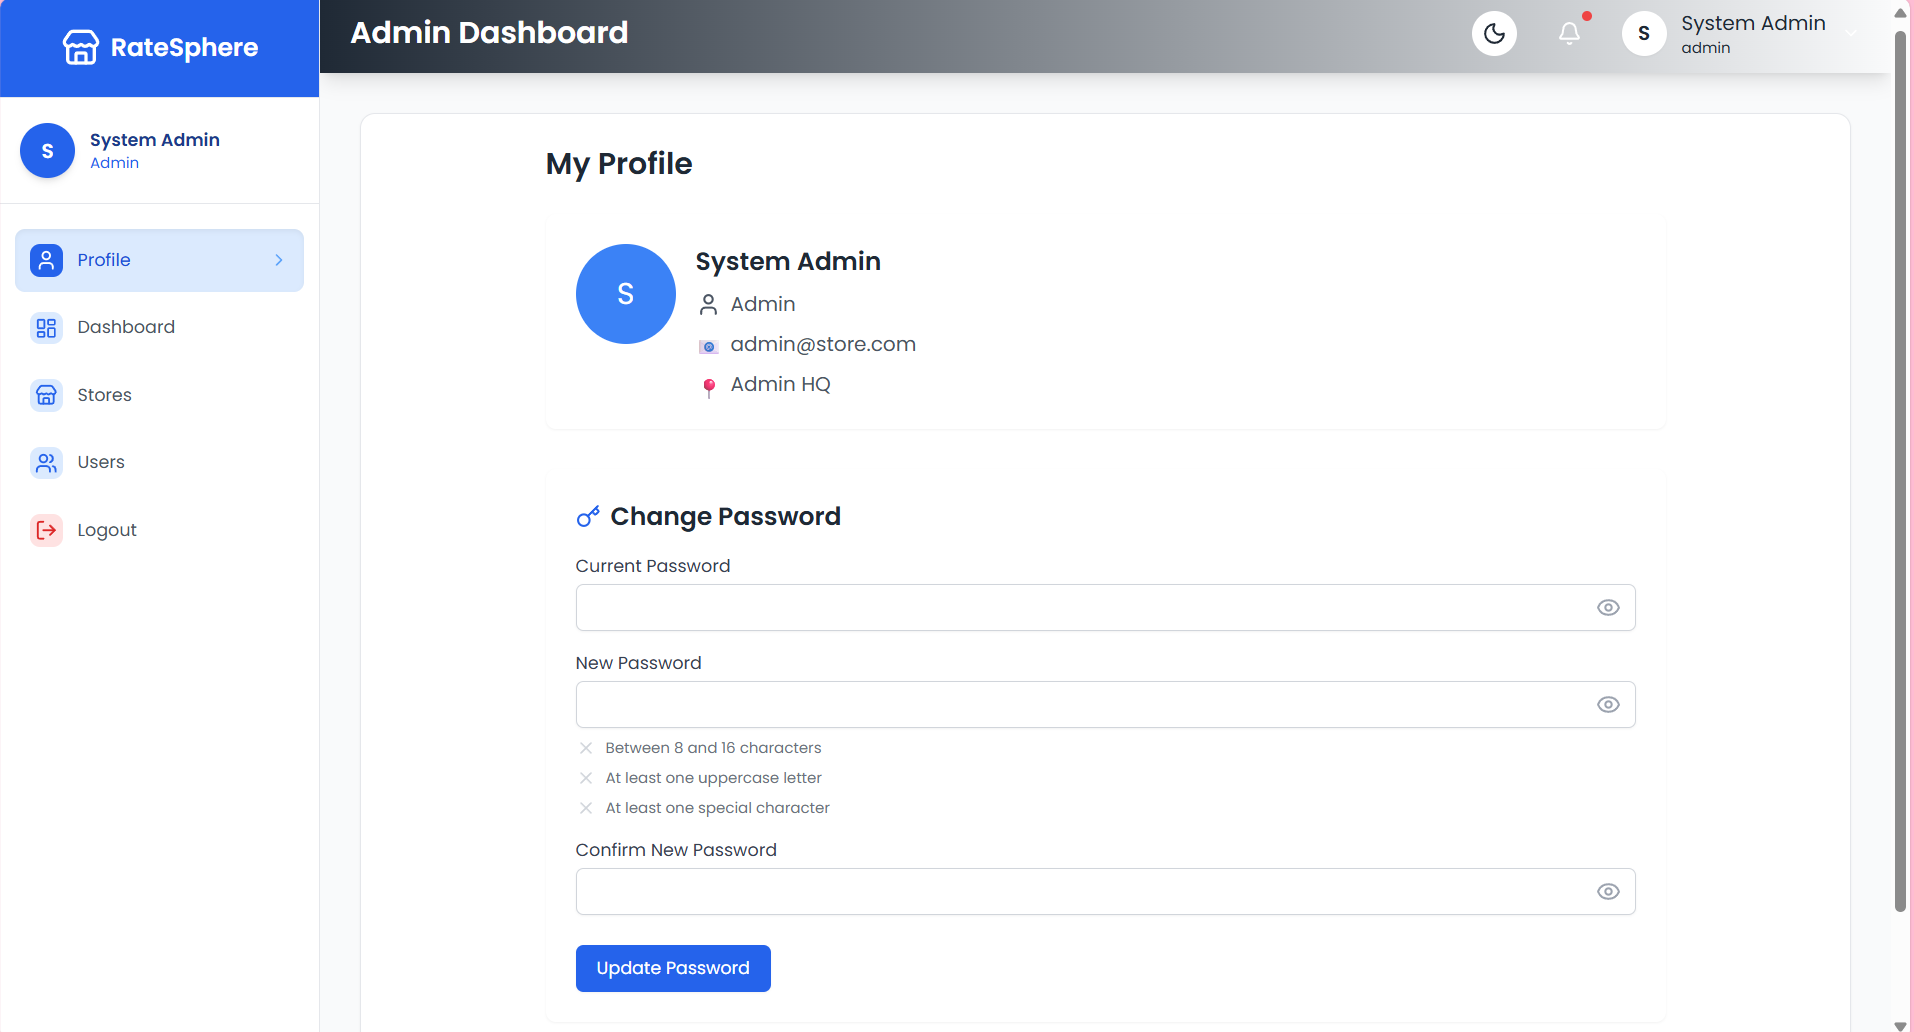 RateSphere
Admin Dashboard
S
System Admin
admin
S
System Admin
Admin
Profile
Dashboard
Stores
Users
Logout
My Profile
S
System Admin
Admin
admin@store.com
Admin HQ
Change Password
Current Password
New Password
Between 8 and 16 characters
At least one uppercase letter
At least one special character
Confirm New Password
Update Password